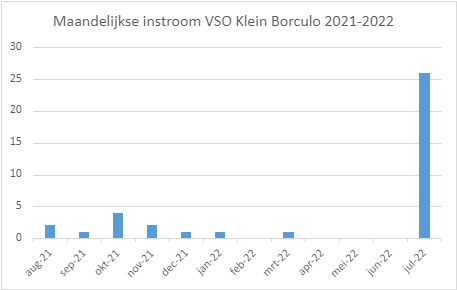 Maandelijkse instroom VSO Klein Borculo 2021-2022
30
25
20
15
10
5
0
aug-21
sep-21
okt-21
nov-21
dec-21
jan-22
feb-22
mrt-22
apr-22
mei-22
jun-22
jul-22